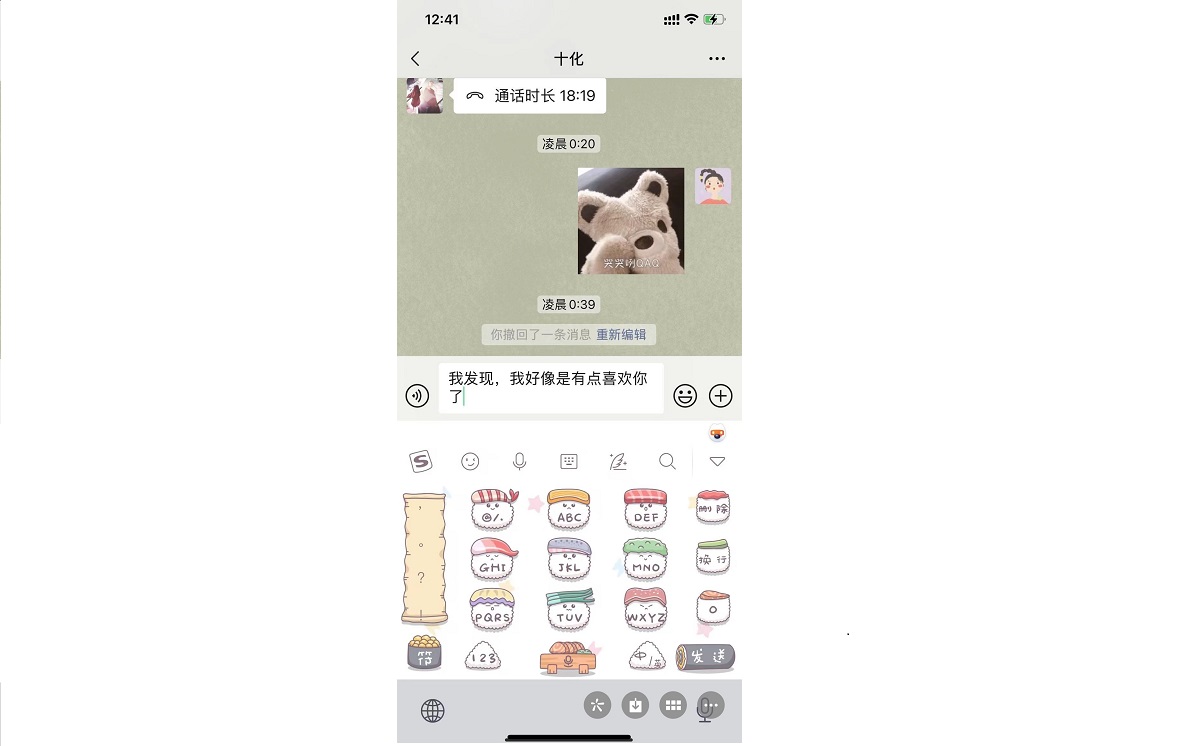 12:41
十化
通话时长 18:19
凌晨0:20
哭哭咧QAQ
凌晨0:39
你撤回了一条消息 重新编辑
我发现，我好像是有点喜欢你
了
S
，
@/.
ABC
DEF
删除
。
GHI
JKL
MNO
换行
？
PQRS
TUV
WXYZ
0
符
123
中/英
发送